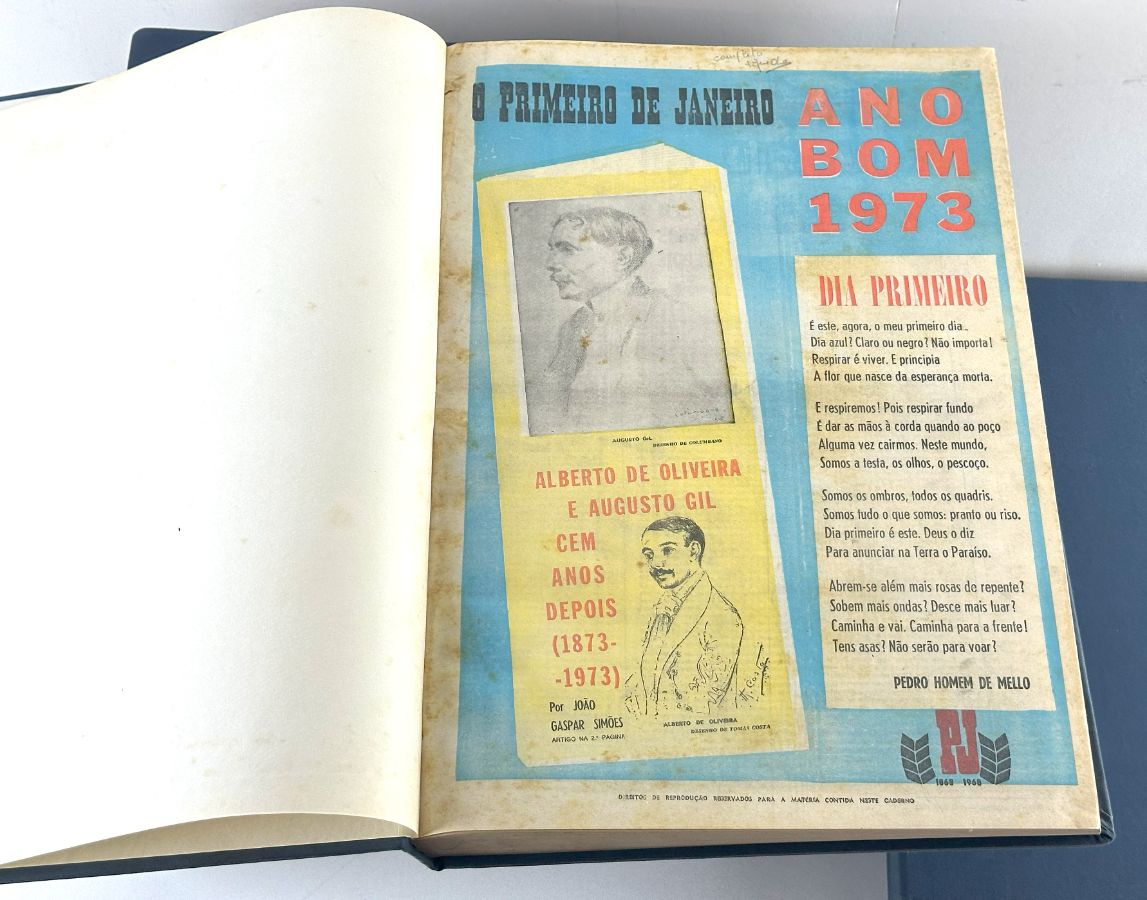 completo
O PRIMEIRO DE JANEIRO
ANO
BOM
1973
AUGUSTO GIL
DESENHO DE COLUMBANO
ALBERTO DE OLIVEIRA
E AUGUSTO GIL
CEM
ANOS
DEPOIS
(1873-
-1973)
Por JOÃO
GASPAR SIMÕES
ARTIGO NA 2.ª PÁGINA
ALBERTO DE OLIVEIRA
DESENHO DE TOMÁS COSTA
DIA PRIMEIRO
É este, agora, o meu primeiro dia..
Dia azul? Claro ou negro? Não importa!
Respirar é viver. E principia
A flor que nasce da esperança morta.
E respiremos! Pois respirar fundo
É dar as mãos à corda quando ao poço
Alguma vez cairmos. Neste mundo,
Somos a testa, os olhos, o pescoço.
Somos os ombros, todos os quadris.
Somos tudo o que somos: pranto ou riso.
Dia primeiro é este. Deus o diz
Para anunciar na Terra o Paraíso.
Abrem-se além mais rosas de repente?
Sobem mais ondas? Desce mais luar?
Caminha e vai. Caminha para a frente!
Tens asas? Não serão para voar?
PEDRO HOMEM DE MELLO
PJ
1868 1968
DIREITOS DE REPRODUÇÃO RESERVADOS PARA A MATÉRIA CONTIDA NESTE CADERNO